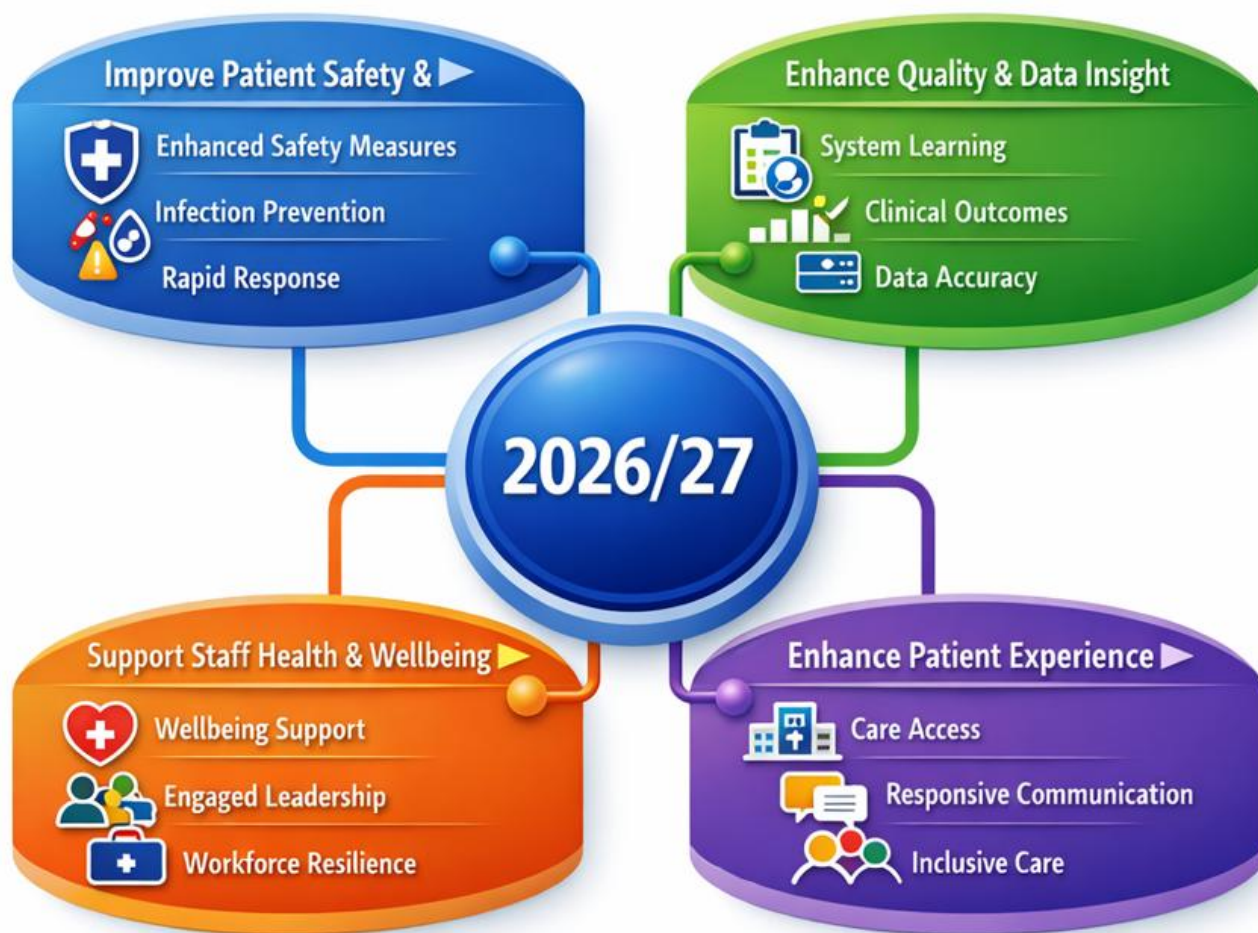 Improve Patient Safety &
Enhanced Safety Measures
Infection Prevention
Rapid Response
Enhance Quality & Data Insight
System Learning
Clinical Outcomes
Data Accuracy
2026/27
Support Staff Health & Wellbeing
Wellbeing Support
Engaged Leadership
Workforce Resilience
Enhance Patient Experience
Care Access
Responsive Communication
Inclusive Care